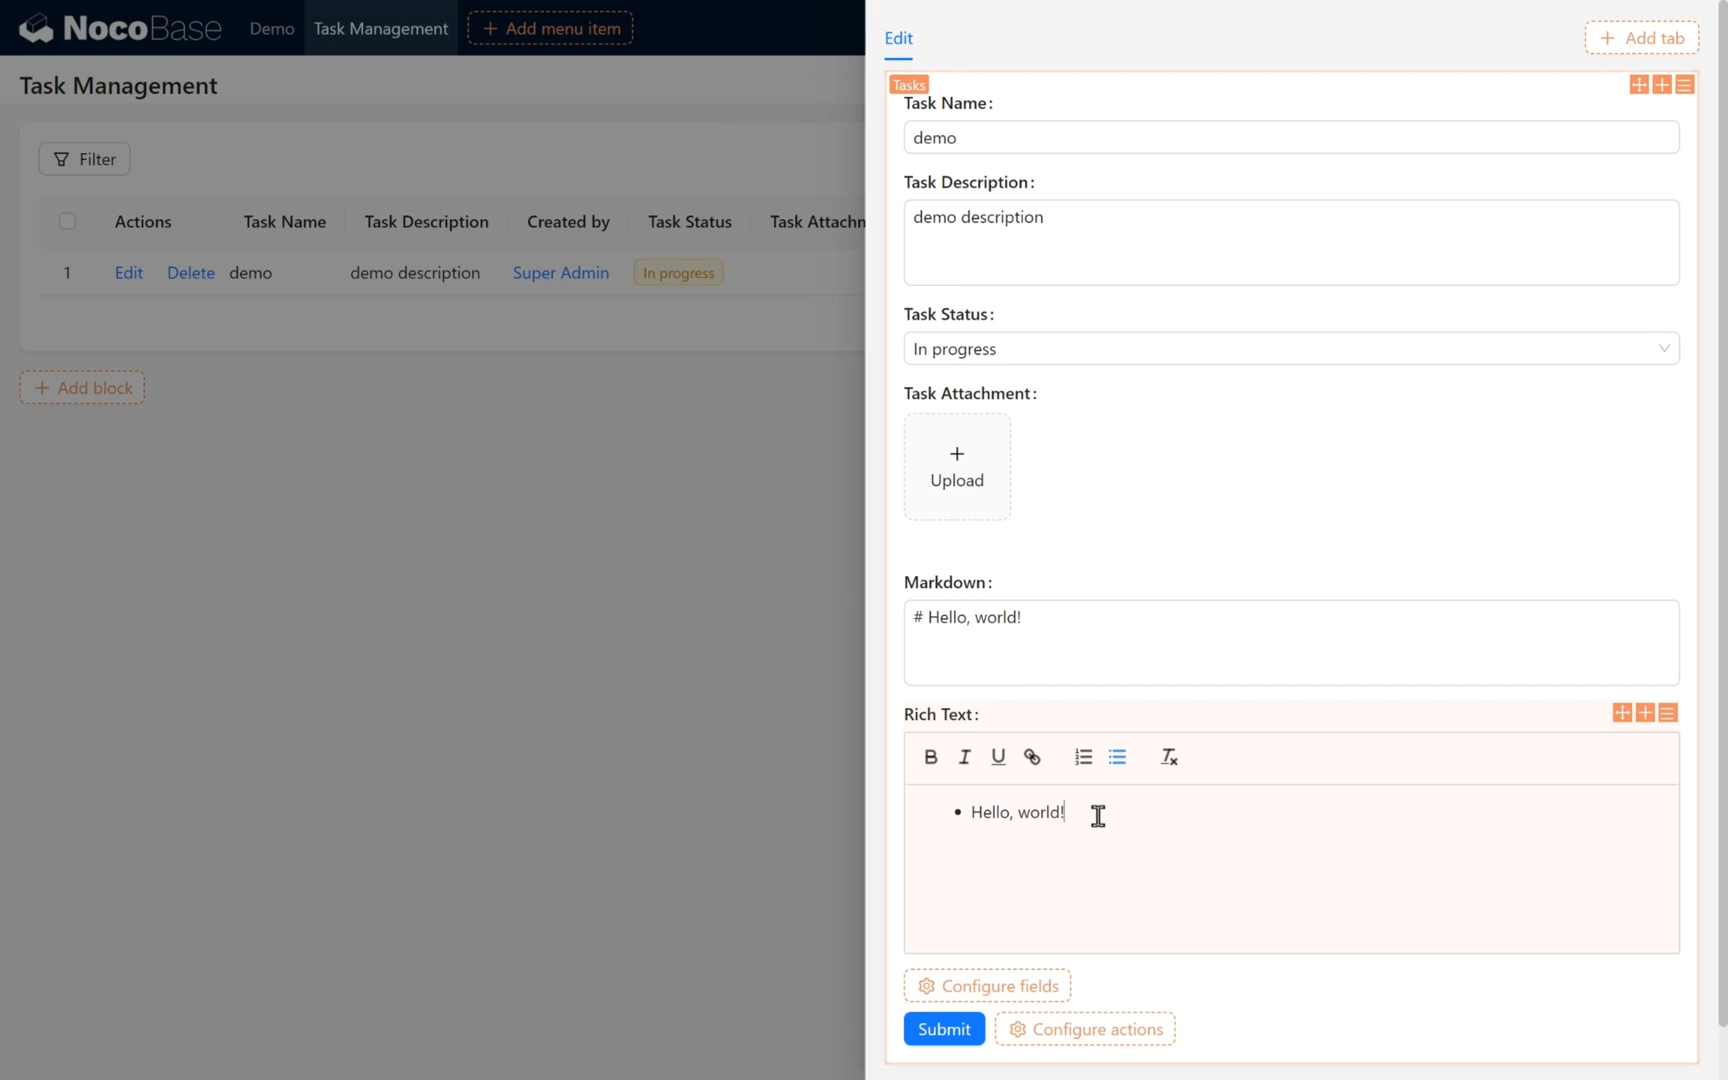 NocoBase Demo Task Management + Add menu item
Task Management
Filter
Actions Task Name Task Description Created by Task Status Task Attachm
1 Edit Delete demo demo description Super Admin In progress
+ Add block
Edit
+ Add tab
Tasks
Task Name:
demo
Task Description:
demo description
Task Status:
In progress
Task Attachment:
+
Upload
Markdown:
# Hello, world!
Rich Text:
• Hello, world!
Configure fields
Submit Configure actions